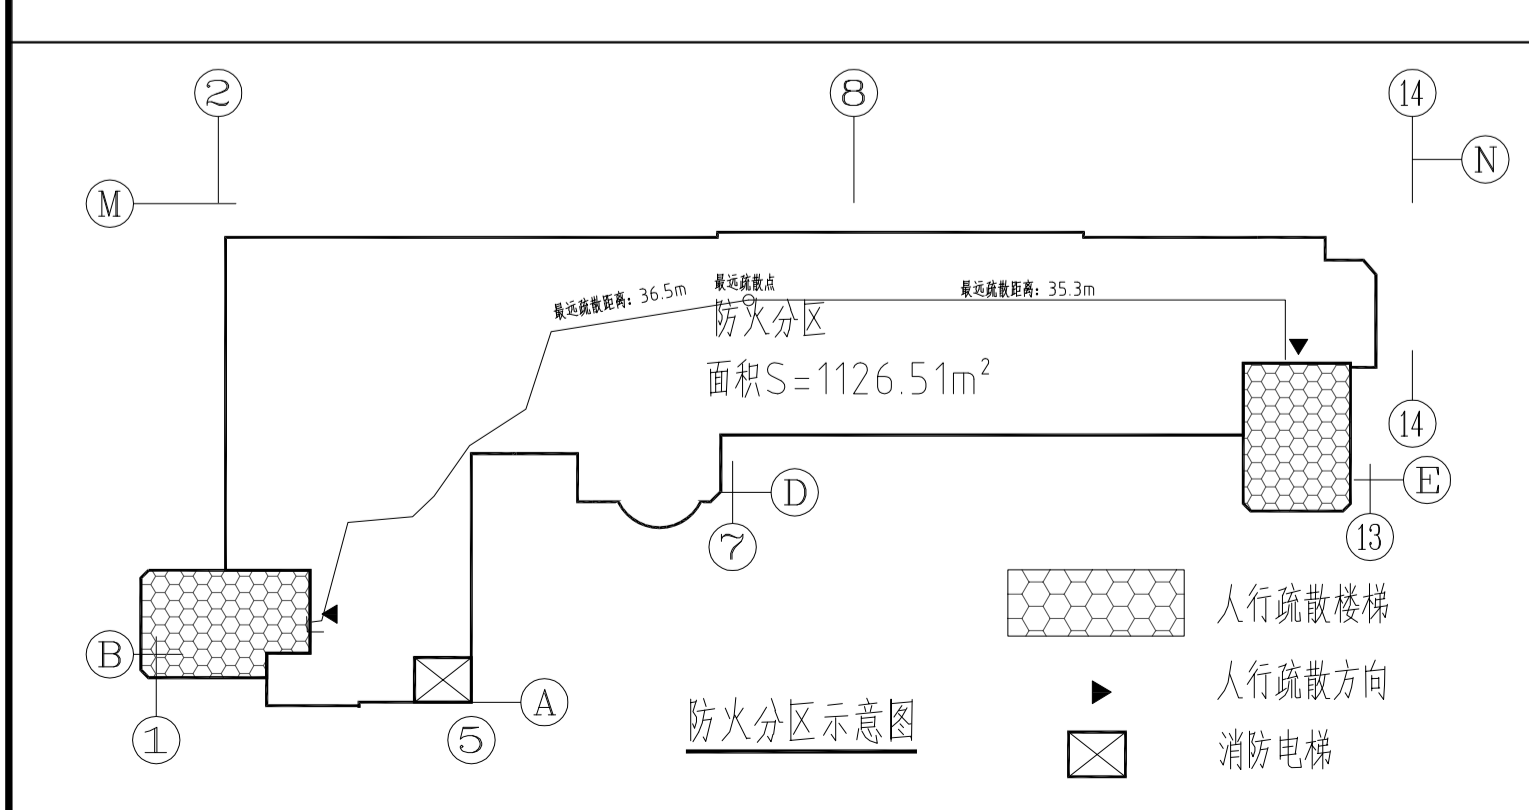 2
8
14
N
M
最远疏散距离：36.5m
最远疏散点
最远疏散距离：35.3m
防火分区
面积S=1126.51m²
14
E
D
7
13
人行疏散楼梯
B
人行疏散方向
A
防火分区示意图
1
5
消防电梯